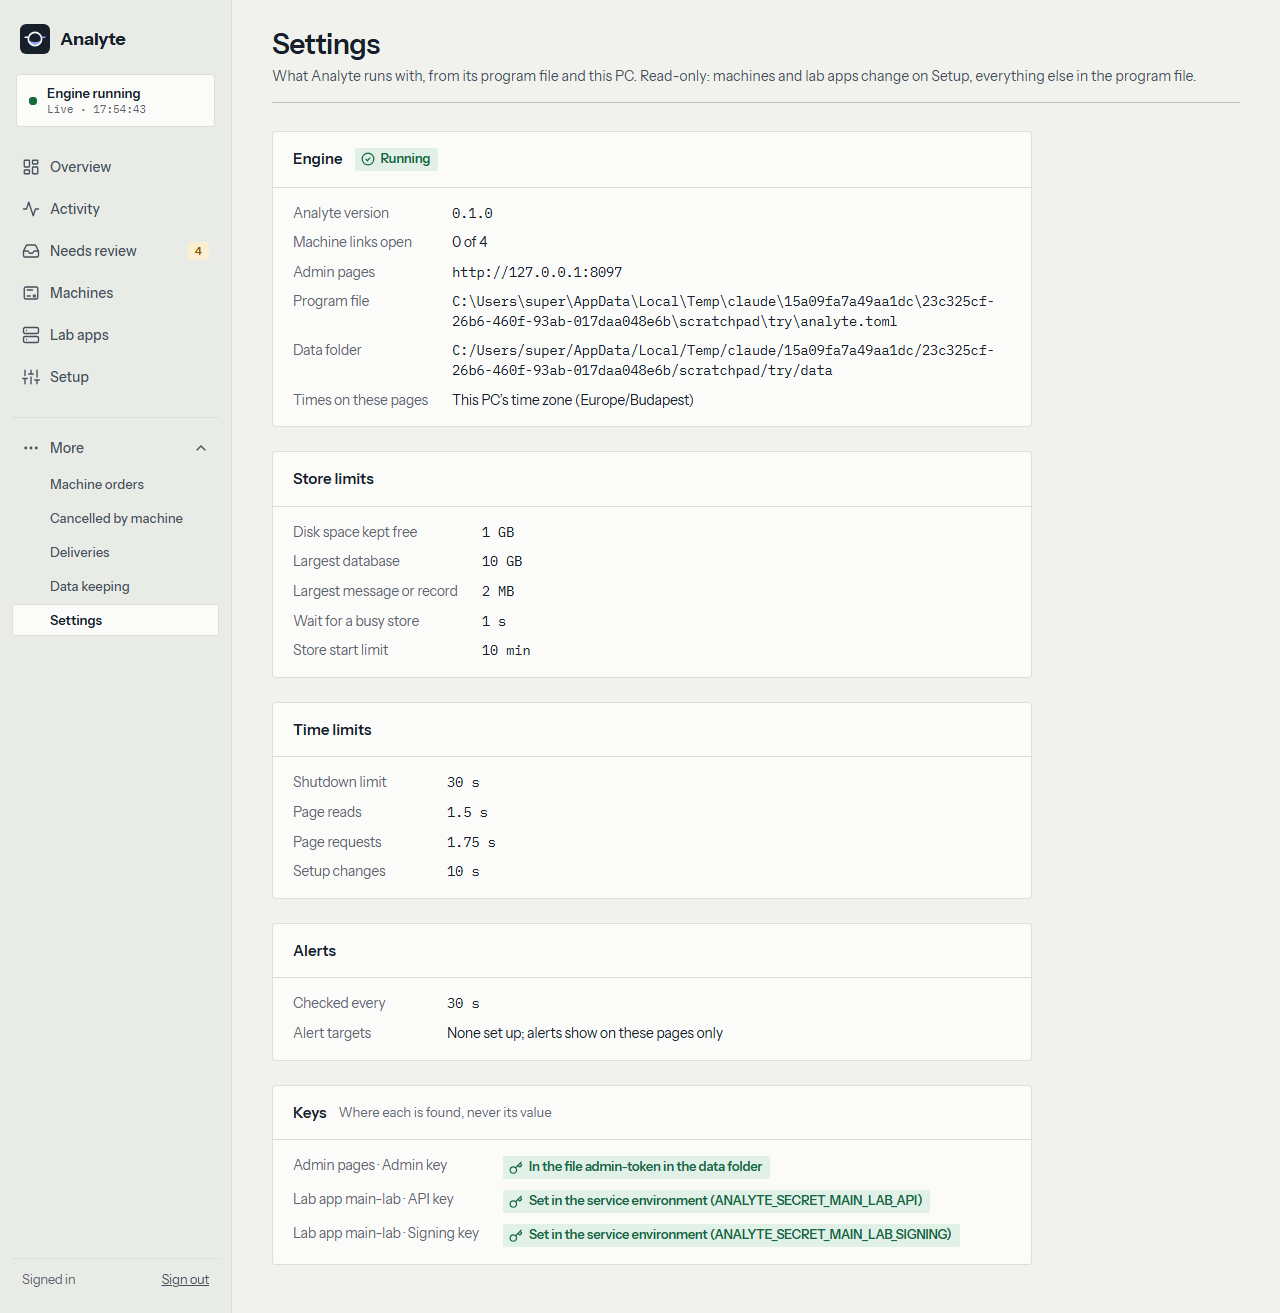 Analyte
Engine running
Live · 17:54:43
Overview
Activity
Needs review 4
Machines
Lab apps
Setup
More
Machine orders
Cancelled by machine
Deliveries
Data keeping
Settings
Signed in Sign out
Settings
What Analyte runs with, from its program file and this PC. Read-only: machines and lab apps change on Setup, everything else in the program file.
Engine Running
Analyte version 0.1.0
Machine links open 0 of 4
Admin pages http://127.0.0.1:8097
Program file C:\Users\super\AppData\Local\Temp\claude\15a09fa7a49aa1dc\23c325cf-
26b6-460f-93ab-017daa048e6b\scratchpad\try\analyte.toml
Data folder C:/Users/super/AppData/Local/Temp/claude/15a09fa7a49aa1dc/23c325cf-
26b6-460f-93ab-017daa048e6b/scratchpad/try/data
Times on these pages This PC's time zone (Europe/Budapest)
Store limits
Disk space kept free 1 GB
Largest database 10 GB
Largest message or record 2 MB
Wait for a busy store 1 s
Store start limit 10 min
Time limits
Shutdown limit 30 s
Page reads 1.5 s
Page requests 1.75 s
Setup changes 10 s
Alerts
Checked every 30 s
Alert targets None set up; alerts show on these pages only
Keys Where each is found, never its value
Admin pages · Admin key In the file admin-token in the data folder
Lab app main-lab · API key Set in the service environment (ANALYTE_SECRET_MAIN_LAB_API)
Lab app main-lab · Signing key Set in the service environment (ANALYTE_SECRET_MAIN_LAB_SIGNING)